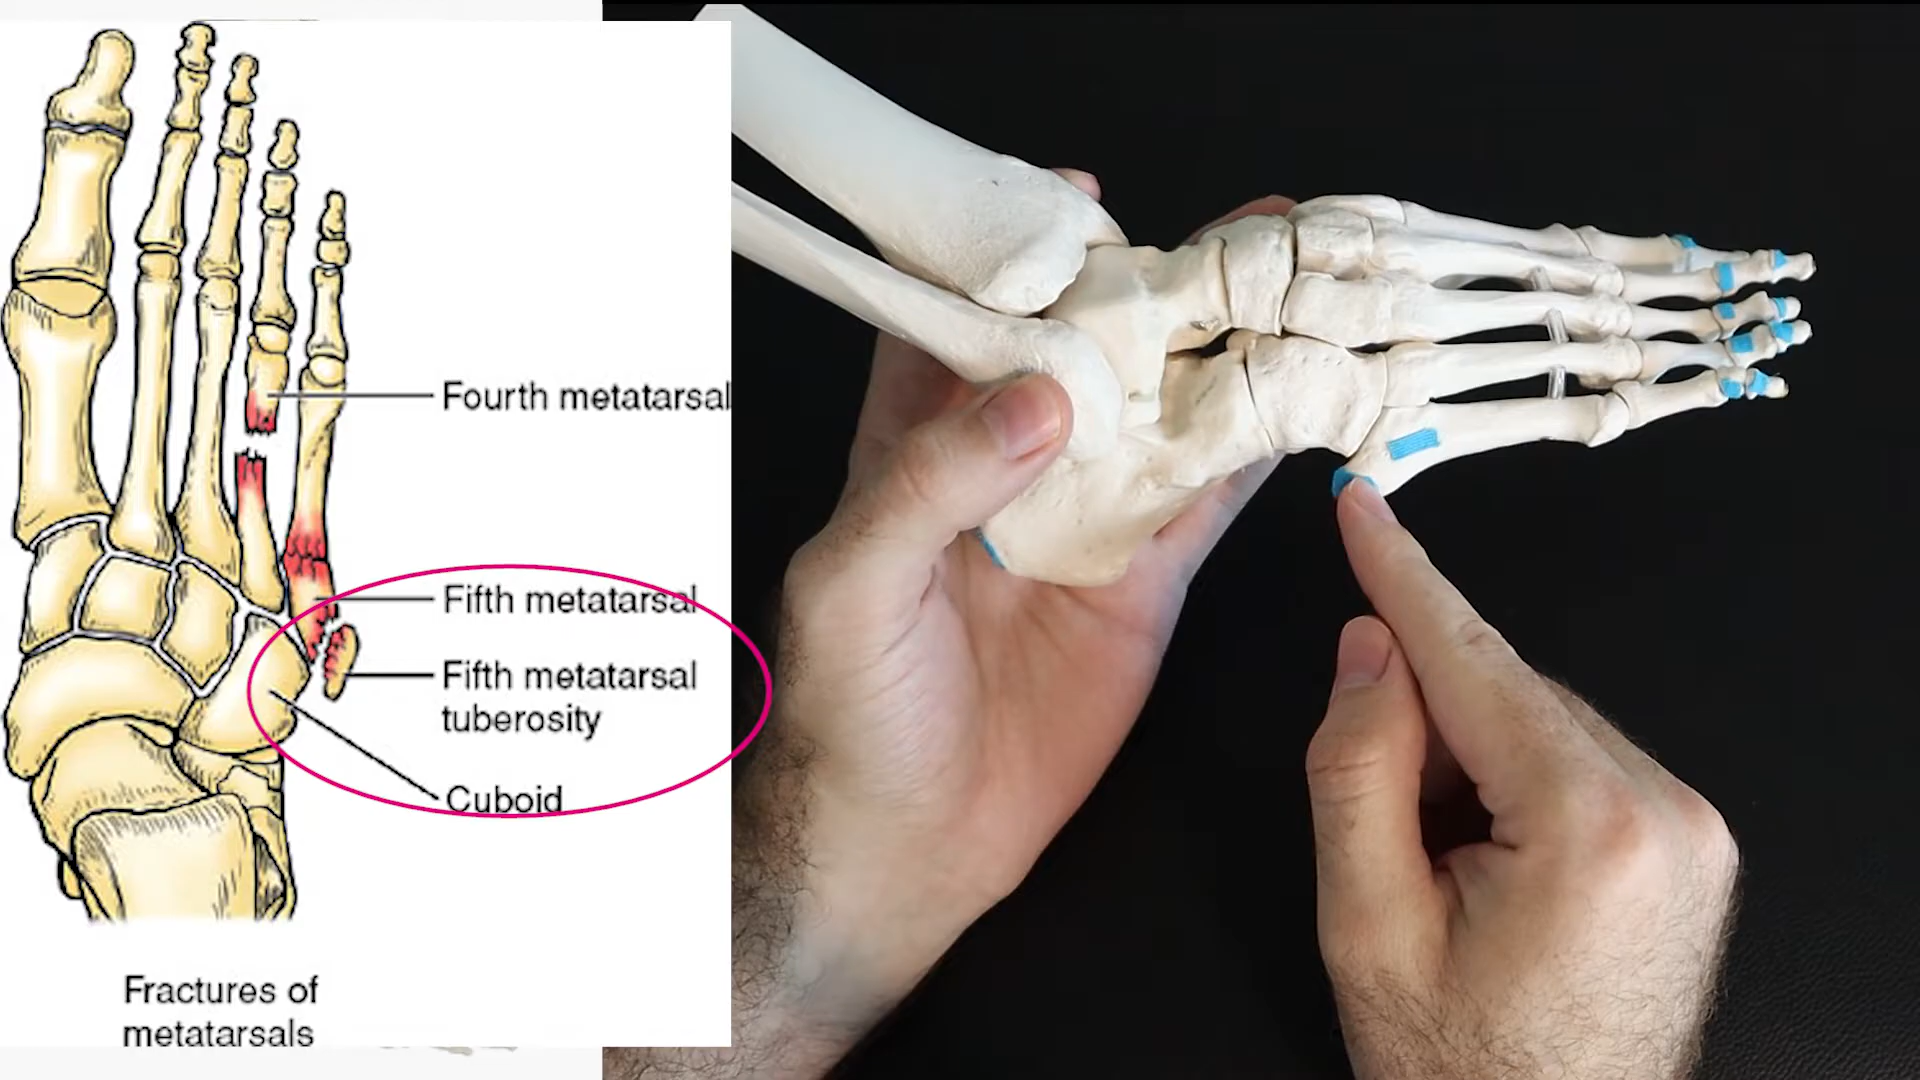 Fourth metatarsal
Fifth metatarsal
Fifth metatarsal
tuberosity
Cuboid
Fractures of
metatarsals